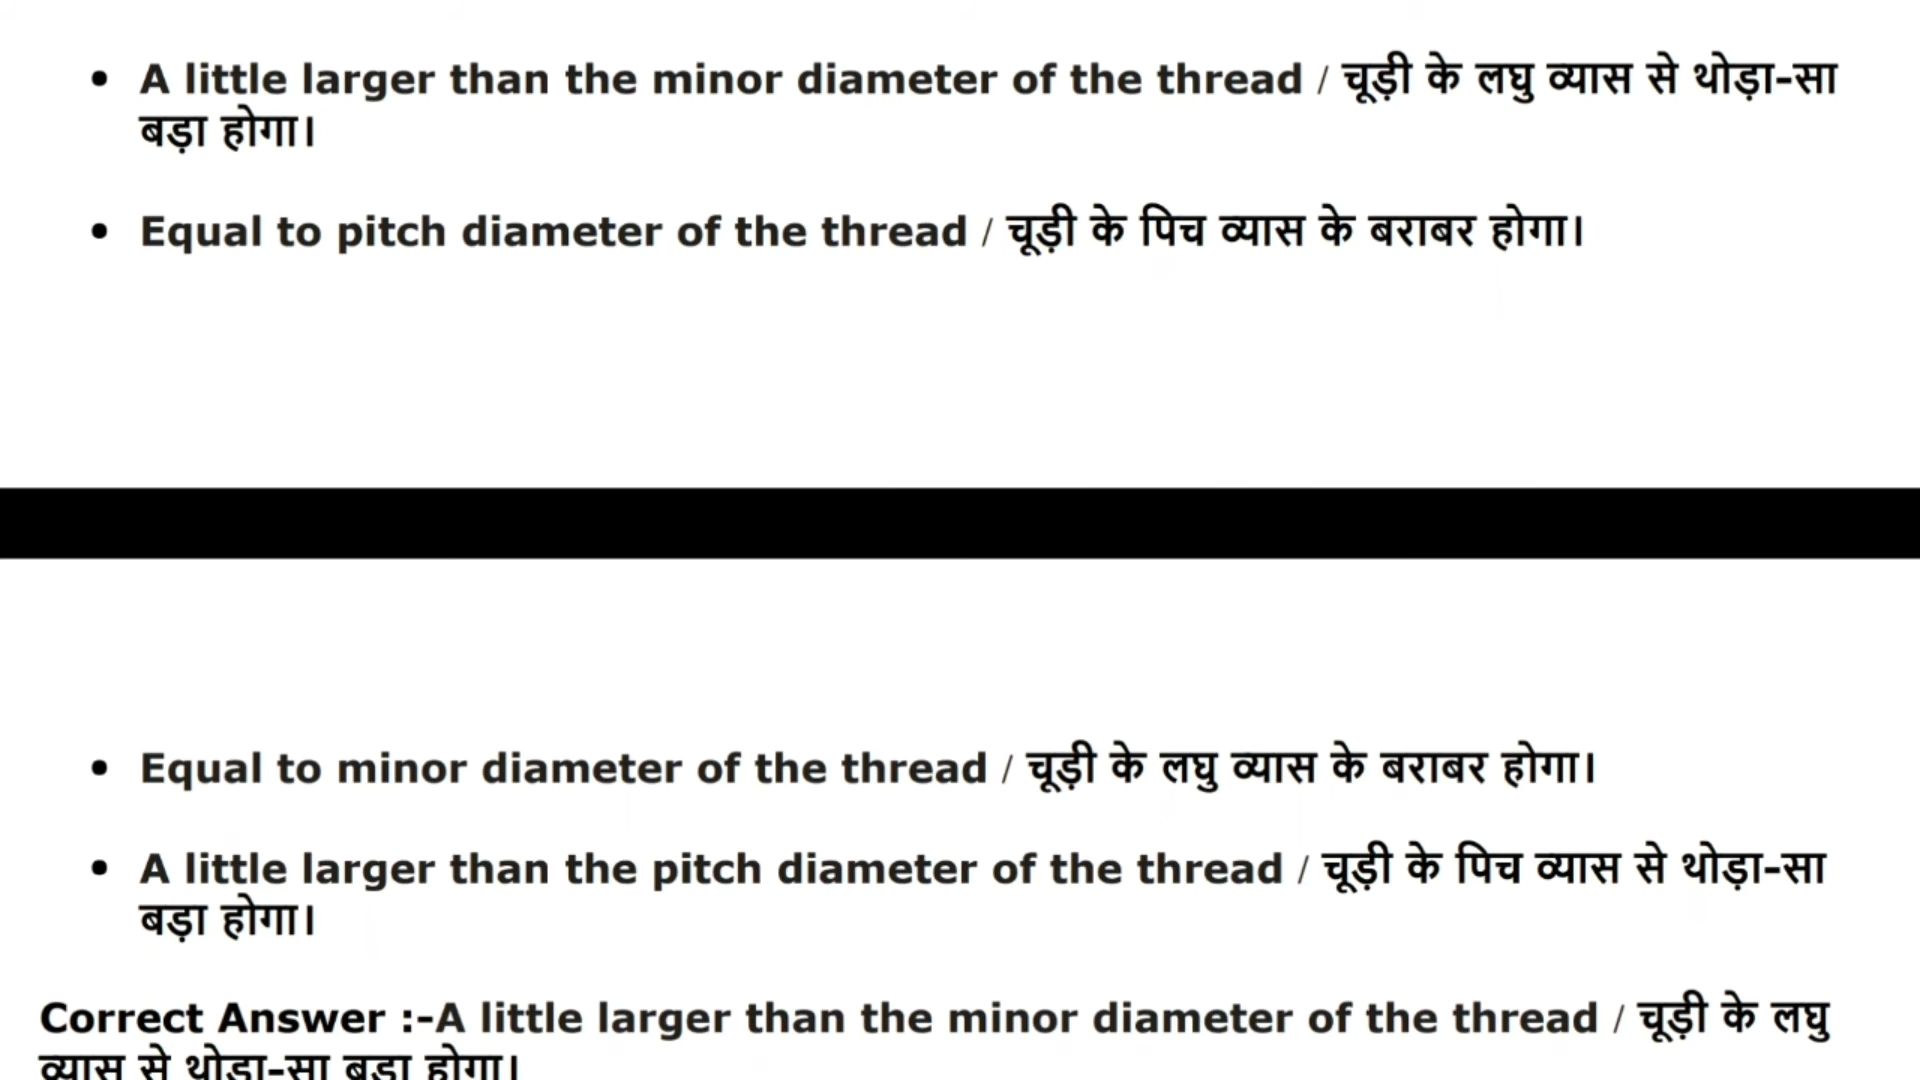 • A little larger than the minor diameter of the thread / चूड़ी के लघु व्यास से थोड़ा-सा
बड़ा होगा।
• Equal to pitch diameter of the thread / चूड़ी के पिच व्यास के बराबर होगा।
• Equal to minor diameter of the thread / चूड़ी के लघु व्यास के बराबर होगा।
• A little larger than the pitch diameter of the thread / चूड़ी के पिच व्यास से थोड़ा-सा
बड़ा होगा।
Correct Answer :-A little larger than the minor diameter of the thread / चूड़ी के लघु
व्यास से थोड़ा-सा बड़ा होगा।